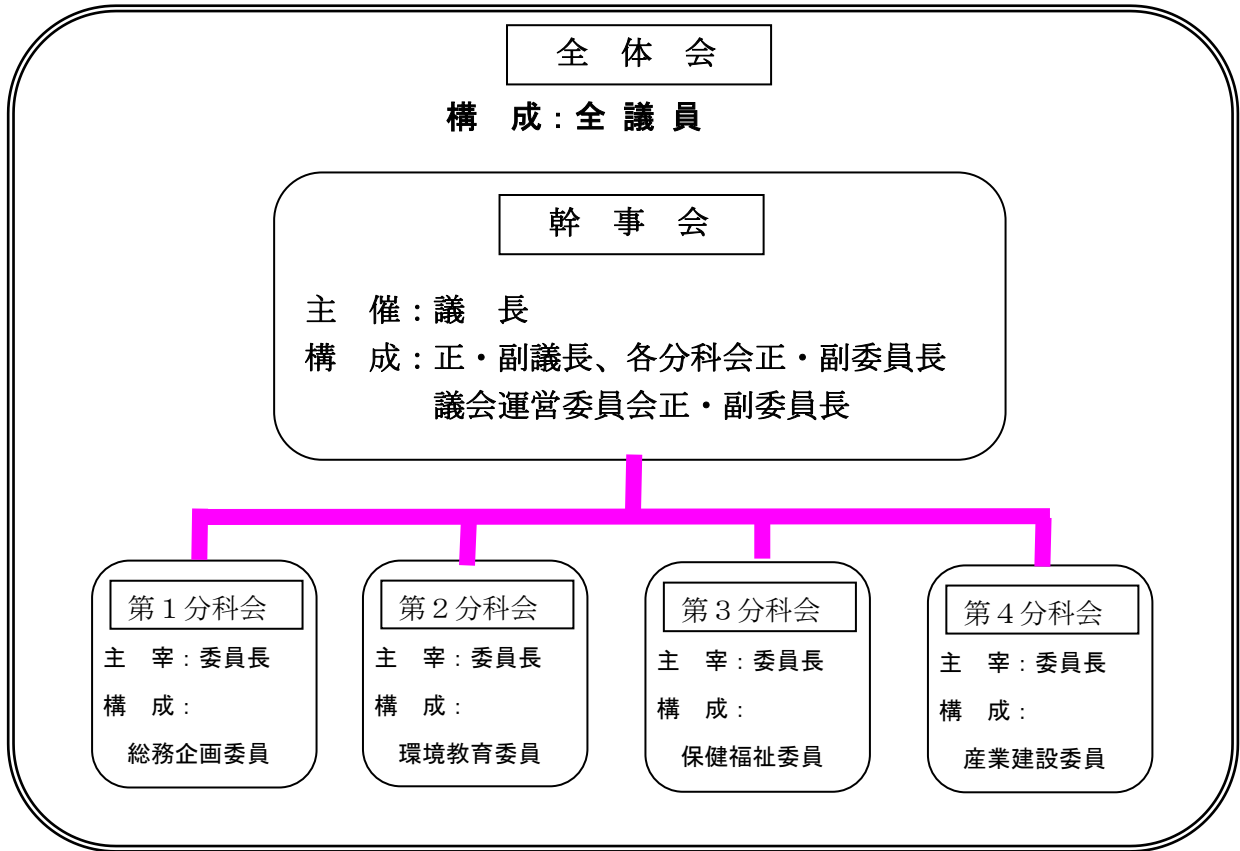 全 体 会
構 成：全 議 員
幹 事 会
主 催：議 長
構 成：正・副議長、各分科会正・副委員長
議会運営委員会正・副委員長
第１分科会
主 宰：委員長
構 成：
総務企画委員
第２分科会
主 宰：委員長
構 成：
環境教育委員
第３分科会
主 宰：委員長
構 成：
保健福祉委員
第４分科会
主 宰：委員長
構 成：
産業建設委員